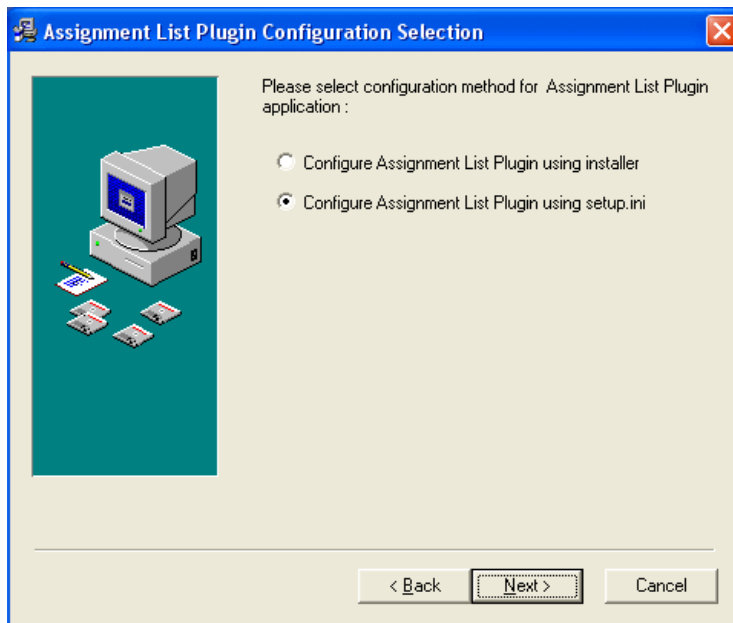 Assignment List Plugin Configuration Selection
Please select configuration method for Assignment List Plugin
application :
Configure Assignment List Plugin using installer
Configure Assignment List Plugin using setup.ini
< Back
Next >
Cancel